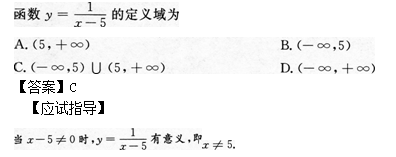 函数 y = 1/(x-5) 的定义域为
A. (5, +∞) B. (-∞,5)
C. (-∞,5) ∪ (5, +∞) D. (-∞, +∞)
【答案】C
【应试指导】
当 x-5≠0 时, y = 1/(x-5) 有意义, 即 x≠5.